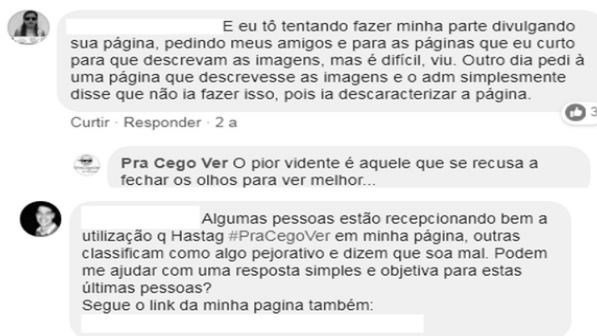 E eu tô tentando fazer minha parte divulgando
sua página, pedindo meus amigos e para as páginas que eu curto
para que descrevam as imagens, mas é difícil, viu. Outro dia pedi à
uma página que descrevesse as imagens e o adm simplesmente
disse que não ia fazer isso, pois ia descaracterizar a página.
Curtir · Responder · 2 a
3
Pra Cego Ver O pior vidente é aquele que se recusa a
fechar os olhos para ver melhor...
Algumas pessoas estão recepcionando bem a
utilização q Hastag #PraCegoVer em minha página, outras
classificam como algo pejorativo e dizem que soa mal. Podem
me ajudar com uma resposta simples e objetiva para estas
últimas pessoas?
Segue o link da minha pagina também: